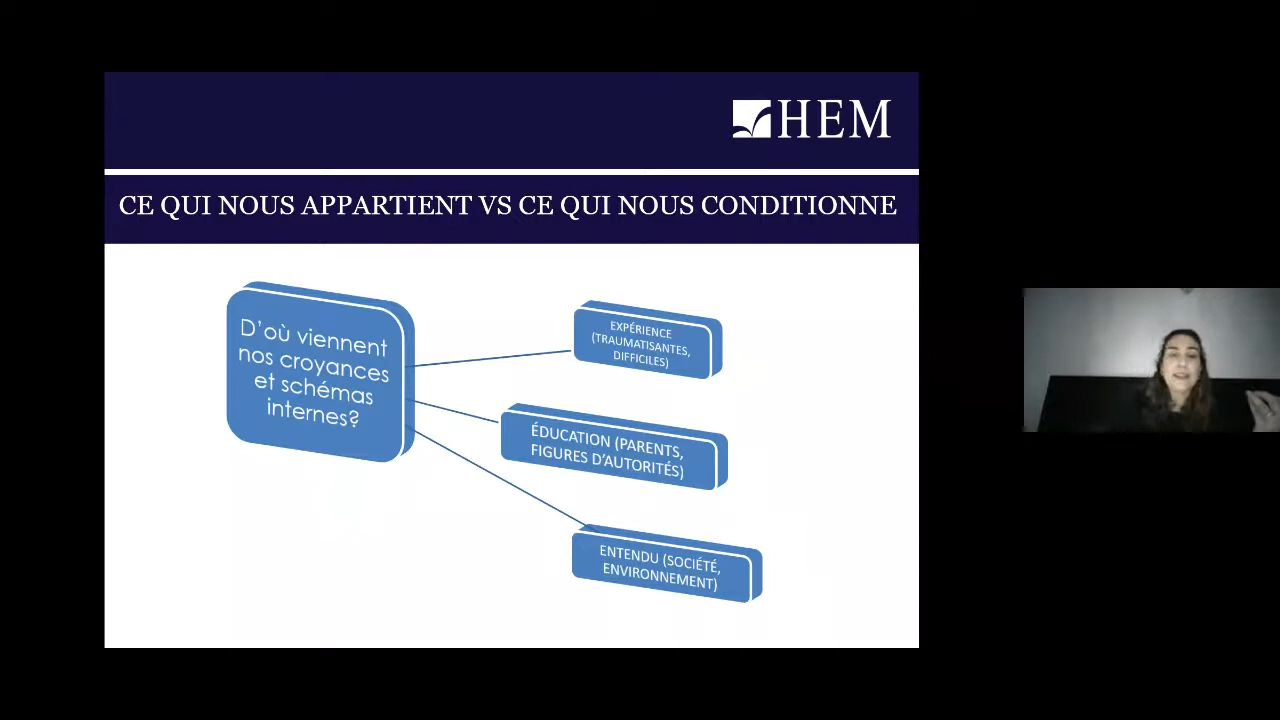 HEM
CE QUI NOUS APPARTIENT VS CE QUI NOUS CONDITIONNE
D’où viennent
nos croyances
et schémas
internes?
EXPÉRIENCE
(TRAUMATISANTES,
DIFFICILES)
ÉDUCATION (PARENTS,
FIGURES D’AUTORITÉS)
ENTENDU (SOCIÉTÉ,
ENVIRONNEMENT)